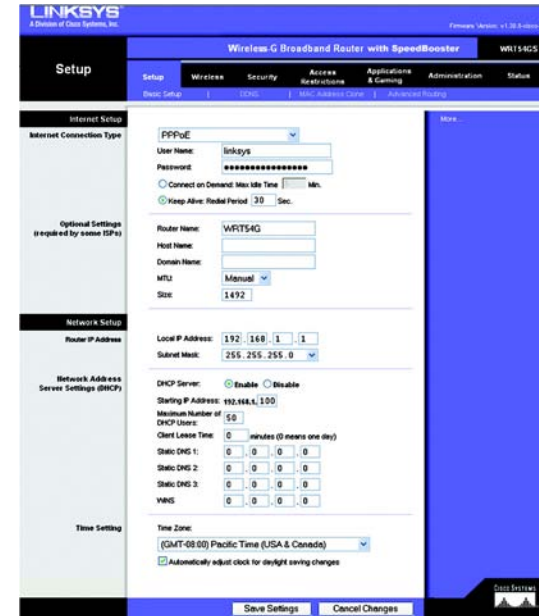 LINKSYS
A Division of Cisco Systems, Inc.
Firmware Version: v1.20.5-cisco
Wireless-G Broadband Router with SpeedBooster WRT54GS
Setup
Setup Wireless Security Access Restrictions Applications & Gaming Administration Status
Basic Setup | DDNS | MAC Address Clone | Advanced Routing
Internet Setup
More...
Internet Connection Type
PPPoE
User Name: linksys
Password:
Connect on Demand: Max Idle Time Min.
Keep Alive: Redial Period 30 Sec.
Optional Settings
(required by some ISPs)
Router Name: WRT54G
Host Name:
Domain Name:
MTU: Manual
Size: 1492
Network Setup
Router IP Address
Local IP Address: 192 . 168 . 1 . 1
Subnet Mask: 255.255.255.0
Network Address
Server Settings (DHCP)
DHCP Server: Enable Disable
Starting IP Address: 192.168.1. 100
Maximum Number of
DHCP Users: 50
Client Lease Time: 0 minutes (0 means one day)
Static DNS 1: 0 . 0 . 0 . 0
Static DNS 2: 0 . 0 . 0 . 0
Static DNS 3: 0 . 0 . 0 . 0
WINS 0 . 0 . 0 . 0
Time Setting
Time Zone:
(GMT-08:00) Pacific Time (USA & Canada)
Automatically adjust clock for daylight saving changes
Save Settings Cancel Changes
Cisco Systems